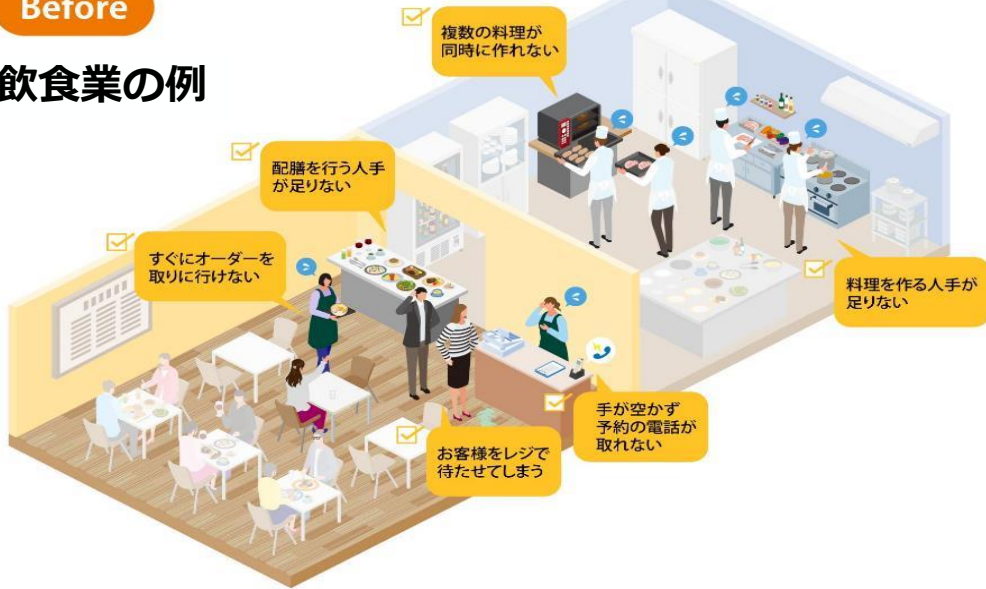 Before
飲食業の例
複数の料理が
同時に作れない
配膳を行う人手
が足りない
すぐにオーダーを
取りに行けない
料理を作る人手が
足りない
手が空かず
予約の電話が
取れない
お客様をレジで
待たせてしまう